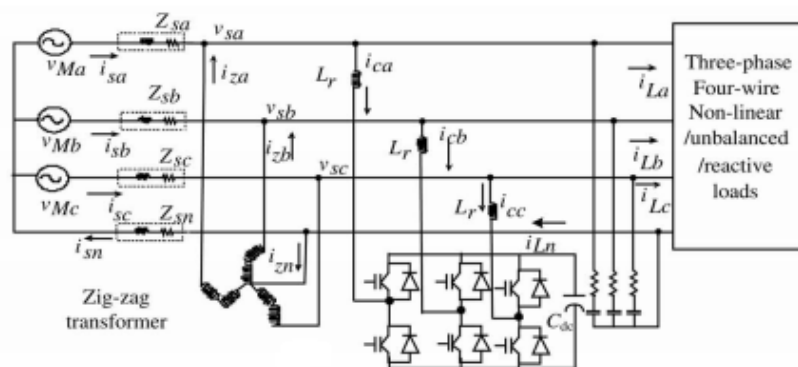 Z_sa
v_sa
v_Ma
i_sa
i_za
L_r
i_ca
i_La
Three-phase
Four-wire
Non-linear
/unbalanced
/reactive
loads
Z_sb
v_sb
v_Mb
i_sb
i_zb
L_r
i_cb
i_Lb
Z_sc
v_sc
v_Mc
i_sc
Z_sn
L_r
i_cc
i_Lc
i_sn
i_zn
i_Ln
Zig-zag
transformer
C_dc